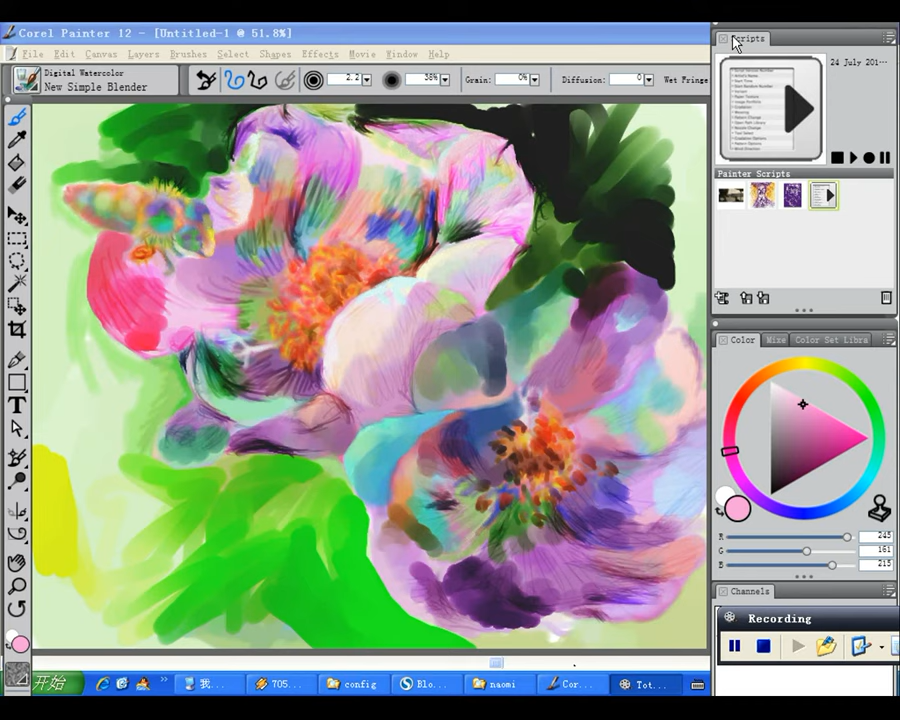 Corel Painter 12 - [Untitled-1 @ 51.8%]
File Edit Canvas Layers Brushes Select Shapes Effects Movie Window Help
Digital Watercolor
New Simple Blender
2.2
38%
Grain: 0%
Diffusion: 0
Wet Fringe
Scripts
24 July 201...
Painter Scripts
Color Mixe Color Set Libra
R 245
G 161
B 215
Channels
Recording
T
开始
我...
705...
config
Blo...
naomi
Cor...
Tot...